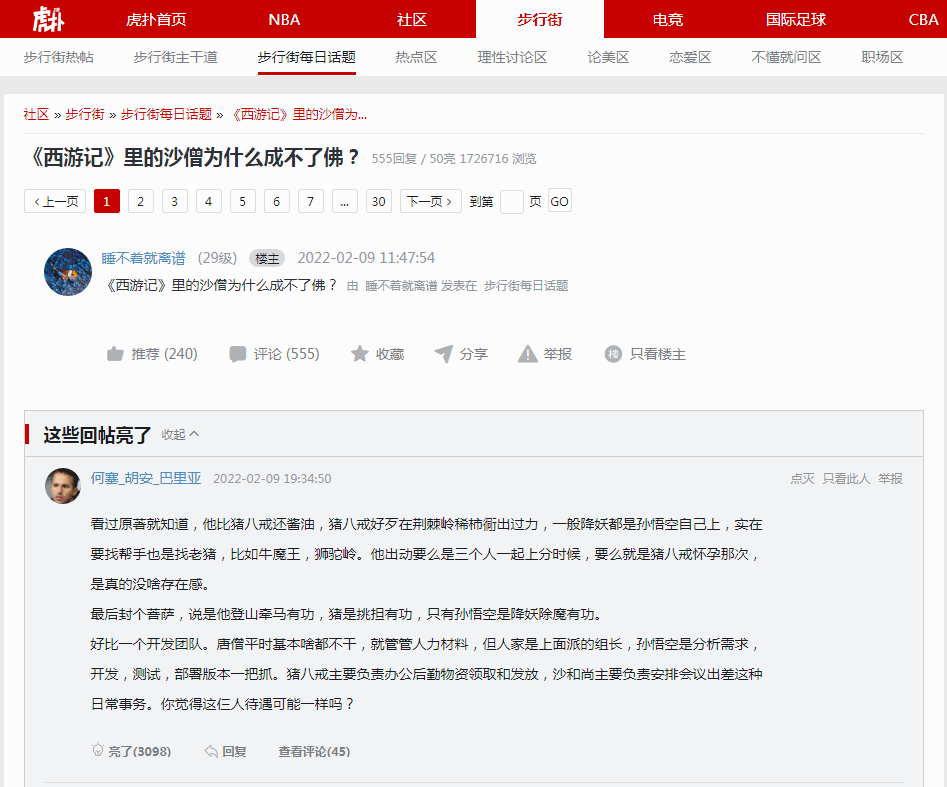 虎扑 虎扑首页 NBA 社区 步行街 电竞 国际足球 CBA
步行街热帖 步行街主干道 步行街每日话题 热点区 理性讨论区 论美区 恋爱区 不懂就问区 职场区
社区 » 步行街 » 步行街每日话题 » 《西游记》里的沙僧为...
《西游记》里的沙僧为什么成不了佛？ 555回复 / 50亮 1726716 浏览
‹ 上一页 1 2 3 4 5 6 7 ... 30 下一页 › 到第 页 GO
睡不着就离谱 (29级) 楼主 2022-02-09 11:47:54
《西游记》里的沙僧为什么成不了佛？ 由 睡不着就离谱 发表在 步行街每日话题
推荐 (240) 评论 (555) 收藏 分享 举报 楼 只看楼主
这些回帖亮了 收起
何塞_胡安_巴里亚 2022-02-09 19:34:50 点灭 只看此人 举报
看过原著就知道，他比猪八戒还酱油，猪八戒好歹在荆棘岭稀柿衕出过力，一般降妖都是孙悟空自己上，实在
要找帮手也是找老猪，比如牛魔王，狮驼岭。他出动要么是三个人一起上分时候，要么就是猪八戒怀孕那次，
是真的没啥存在感。
最后封个菩萨，说是他登山牵马有功，猪是挑担有功，只有孙悟空是降妖除魔有功。
好比一个开发团队。唐僧平时基本啥都不干，就管管人力材料，但人家是上面派的组长，孙悟空是分析需求，
开发，测试，部署版本一把抓。猪八戒主要负责办公后勤物资领取和发放，沙和尚主要负责安排会议出差这种
日常事务。你觉得这仨人待遇可能一样吗？
亮了(3098) 回复 查看评论(45)